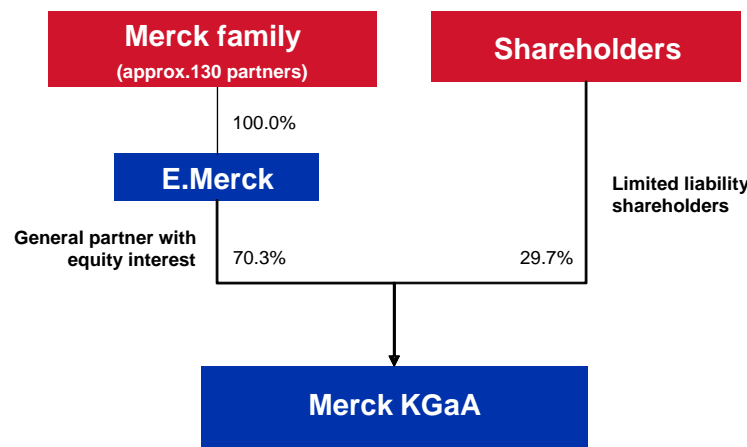 Merck family
(approx.130 partners)
Shareholders
100.0%
E.Merck
Limited liability
shareholders
General partner with
equity interest
70.3%
29.7%
Merck KGaA